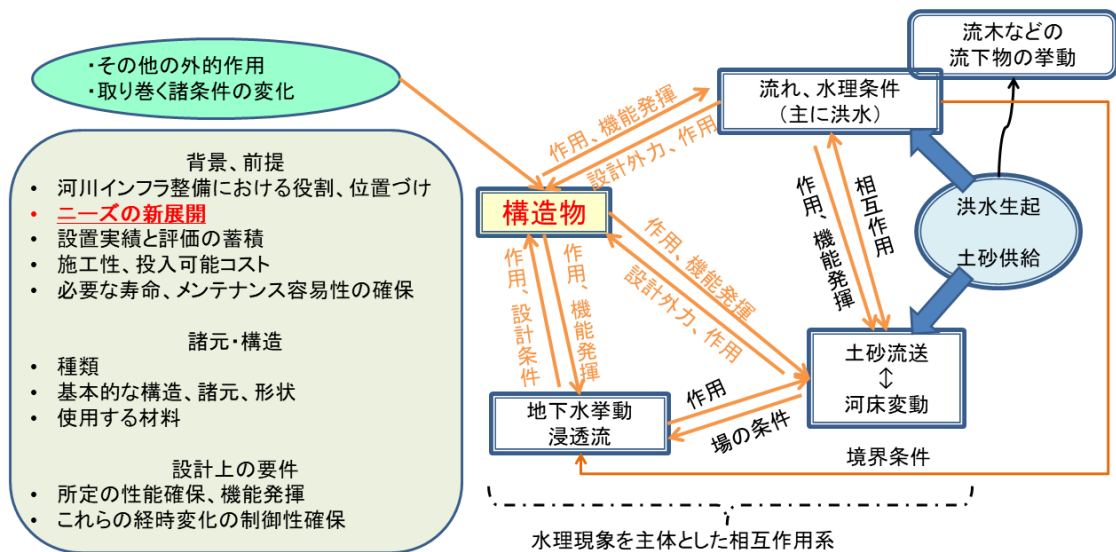 ・その他の外的作用
・取り巻く諸条件の変化
流木などの
流下物の挙動
流れ、水理条件
（主に洪水）
作用、機能発揮
設計外力、作用
背景、前提
• 河川インフラ整備における役割、位置づけ
• ニーズの新展開
• 設置実績と評価の蓄積
• 施工性、投入可能コスト
• 必要な寿命、メンテナンス容易性の確保
諸元・構造
• 種類
• 基本的な構造、諸元、形状
• 使用する材料
設計上の要件
• 所定の性能確保、機能発揮
• これらの経時変化の制御性確保
構造物
作用、機能発揮
相互作用
洪水生起
土砂供給
作用、機能発揮
設計外力、作用
作用、設計条件
作用、機能発揮
土砂流送
↕
河床変動
地下水挙動
浸透流
作用
場の条件
境界条件
水理現象を主体とした相互作用系